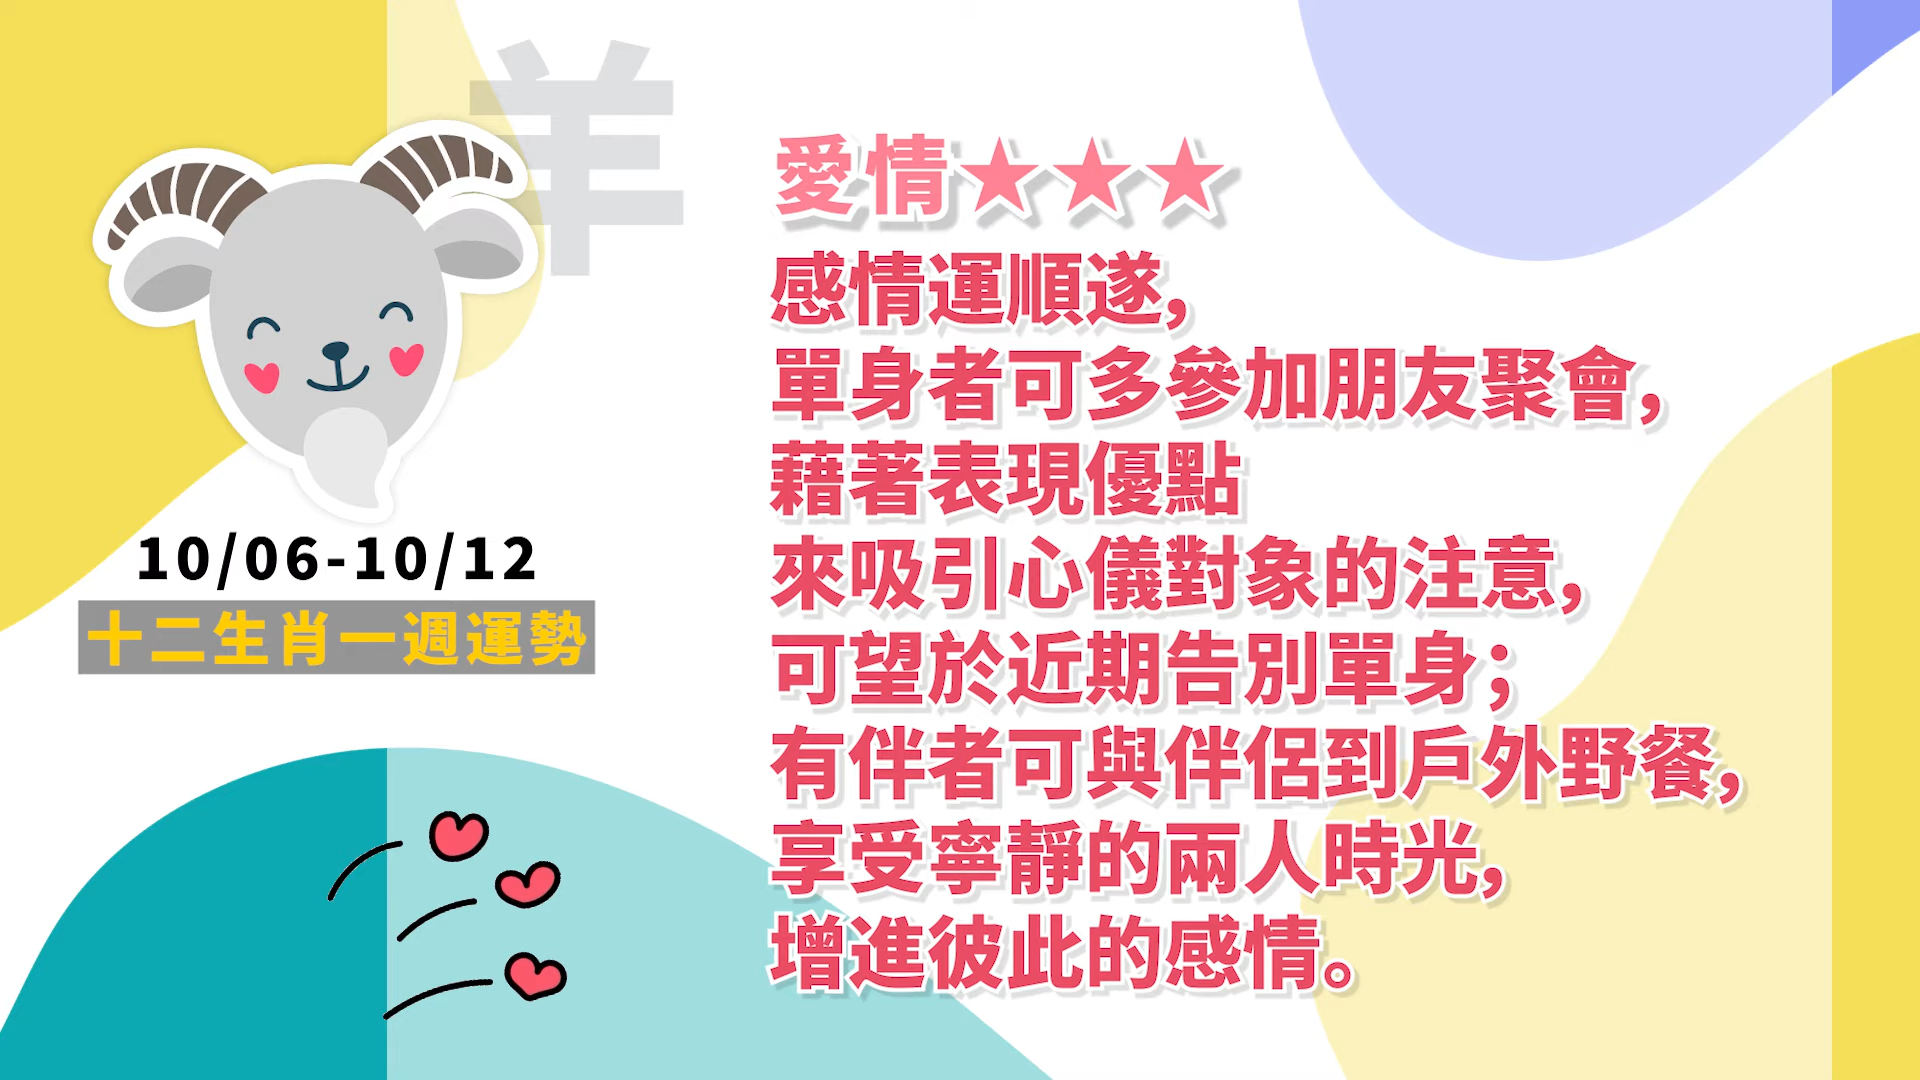 羊
10/06-10/12
十二生肖一週運勢
愛情★★★
感情運順遂,
單身者可多參加朋友聚會,
藉著表現優點
來吸引心儀對象的注意,
可望於近期告別單身;
有伴者可與伴侶到戶外野餐,
享受寧靜的兩人時光,
增進彼此的感情。